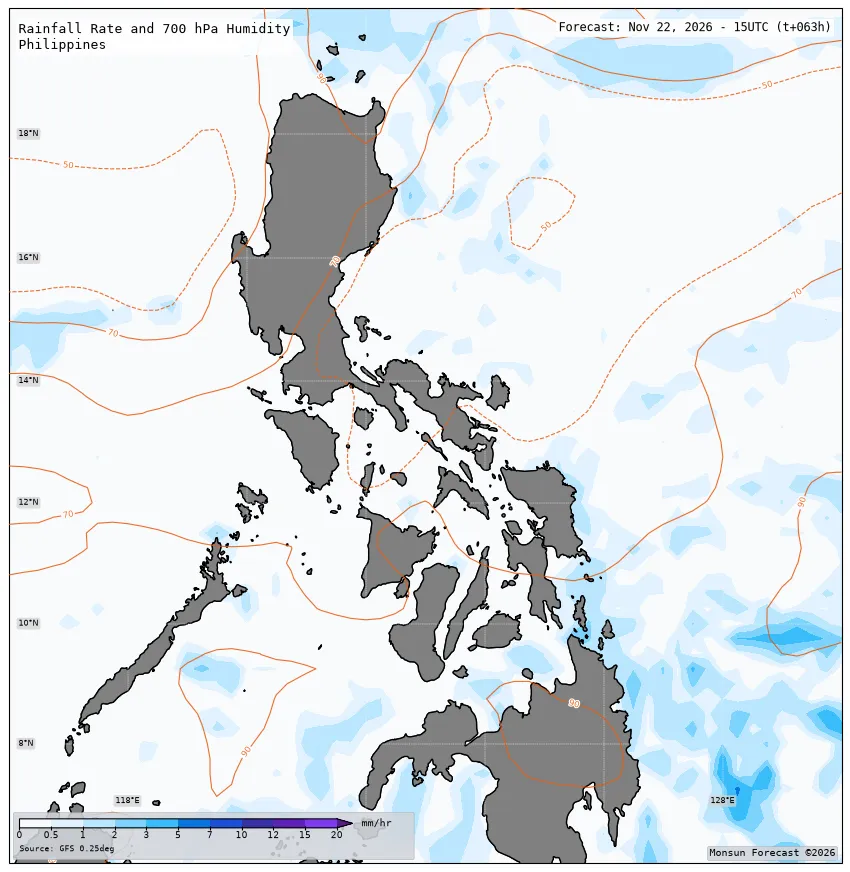 Rainfall Rate and 700 hPa Humidity
Philippines
Forecast: Nov 22, 2026 - 15UTC (t+063h)
90
50
18°N
50
50
16°N
70
70
70
14°N
12°N
90
70
10°N
90
90
8°N
118°E
128°E
mm/hr
0 0.5 1 2 3 5 7 10 12 15 20
Source: GFS 0.25deg
Monsun Forecast ©2026